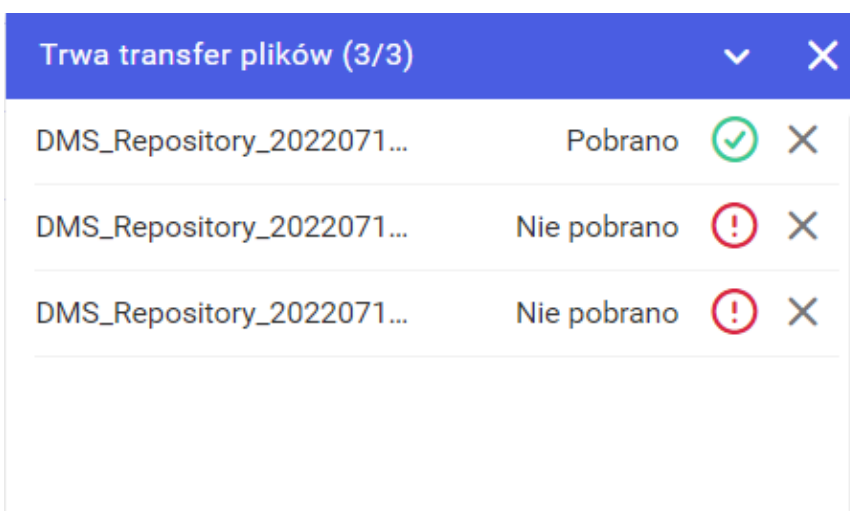 Trwa transfer plików (3/3)
DMS_Repository_2022071... Pobrano
DMS_Repository_2022071... Nie pobrano
DMS_Repository_2022071... Nie pobrano